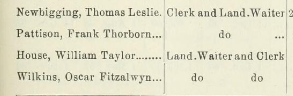 Newbigging, Thomas Leslie. Clerk and Land.Waiter 2
Pattison, Frank Thorborn... do ...
House, William Taylor........ Land.Waiter and Clerk
Wilkins, Oscar Fitzalwyn... do do